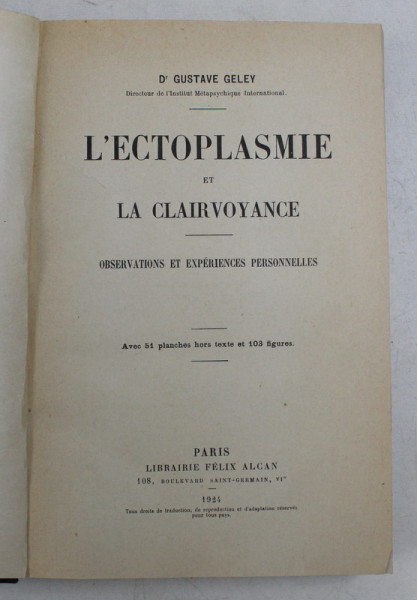 Dr GUSTAVE GELEY
Directeur de l'Institut Métapsychique International.
L'ECTOPLASMIE
ET
LA CLAIRVOYANCE
OBSERVATIONS ET EXPÉRIENCES PERSONNELLES
Avec 51 planches hors texte et 103 figures.
PARIS
LIBRAIRIE FÉLIX ALCAN
108, BOULEVARD SAINT-GERMAIN, VIe
1924
Tous droits de traduction, de reproduction et d'adaptation réservés
pour tous pays.